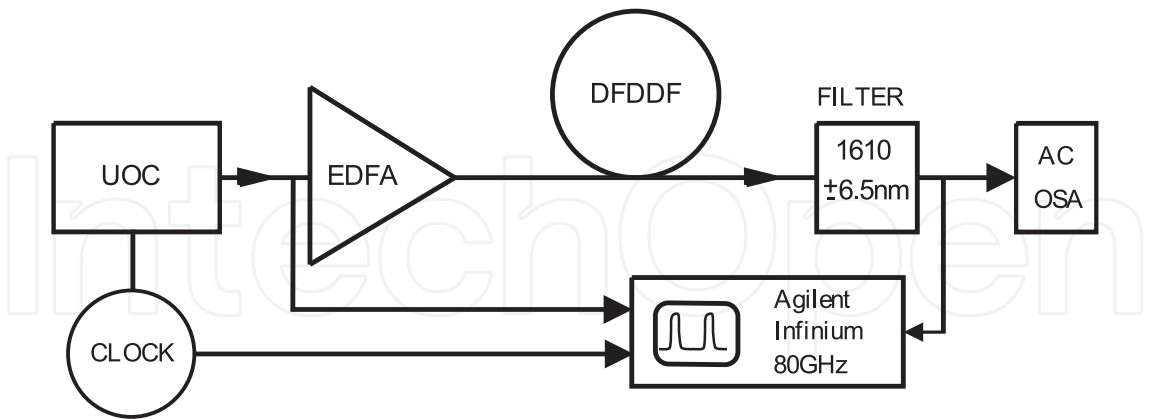 DFDDF
FILTER
UOC
EDFA
1610
±6.5nm
AC
OSA
CLOCK
Agilent
Infinium
80GHz
IntechOpen